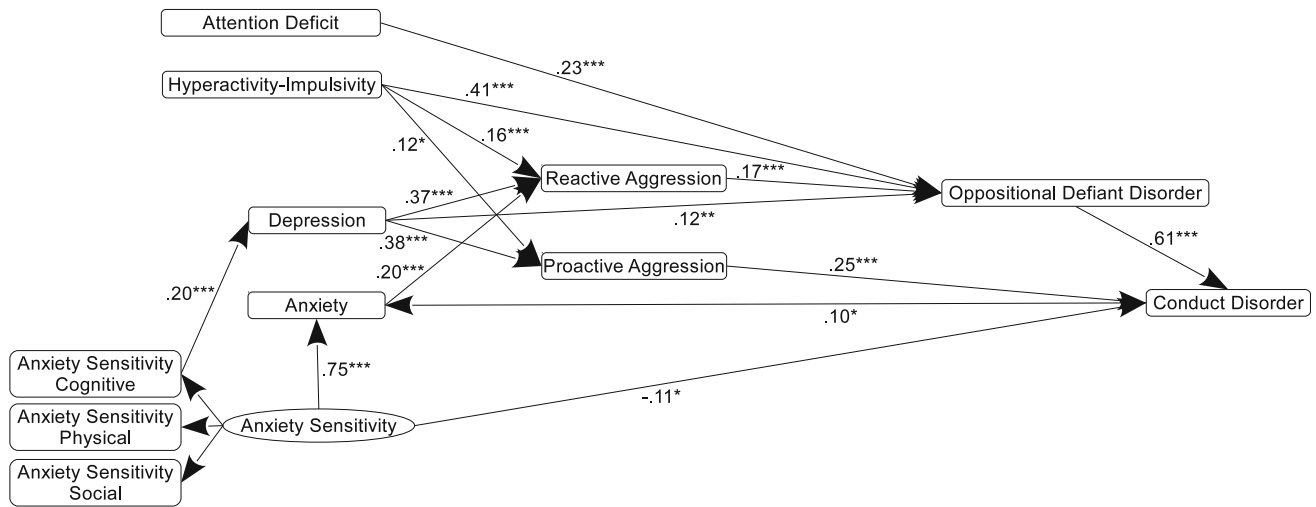 Attention Deficit
.23***
Hyperactivity-Impulsivity
.41***
.16***
.12*
Reactive Aggression
.17***
Oppositional Defiant Disorder
.37***
Depression
.12**
.38***
.61***
Proactive Aggression
.20***
.25***
.20***
Anxiety
.10*
Conduct Disorder
Anxiety Sensitivity
Cognitive
.75***
-.11*
Anxiety Sensitivity
Physical
Anxiety Sensitivity
Anxiety Sensitivity
Social